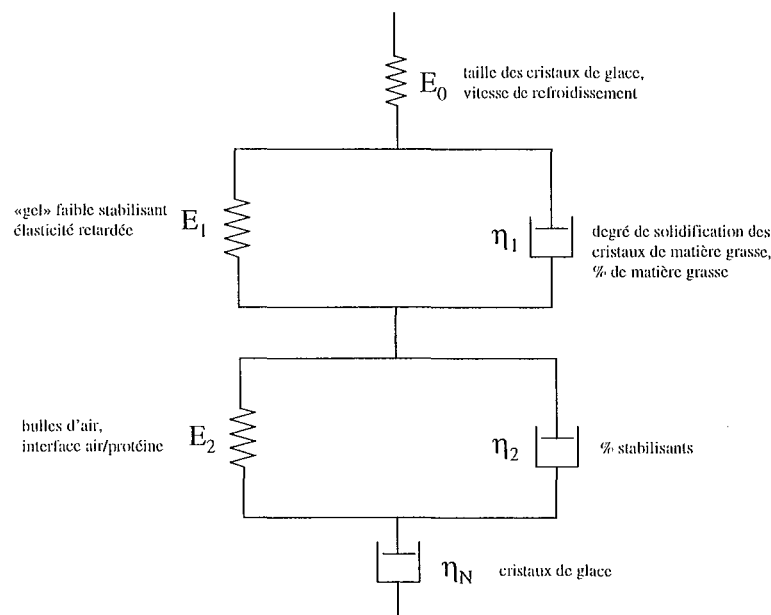 E0
taille des cristaux de glace,
vitesse de refroidissement
«gel» faible stabilisant
élasticité retardée
E1
η1
degré de solidification des
cristaux de matière grasse,
% de matière grasse
bulles d'air,
interface air/protéine
E2
η2
% stabilisants
ηN
cristaux de glace